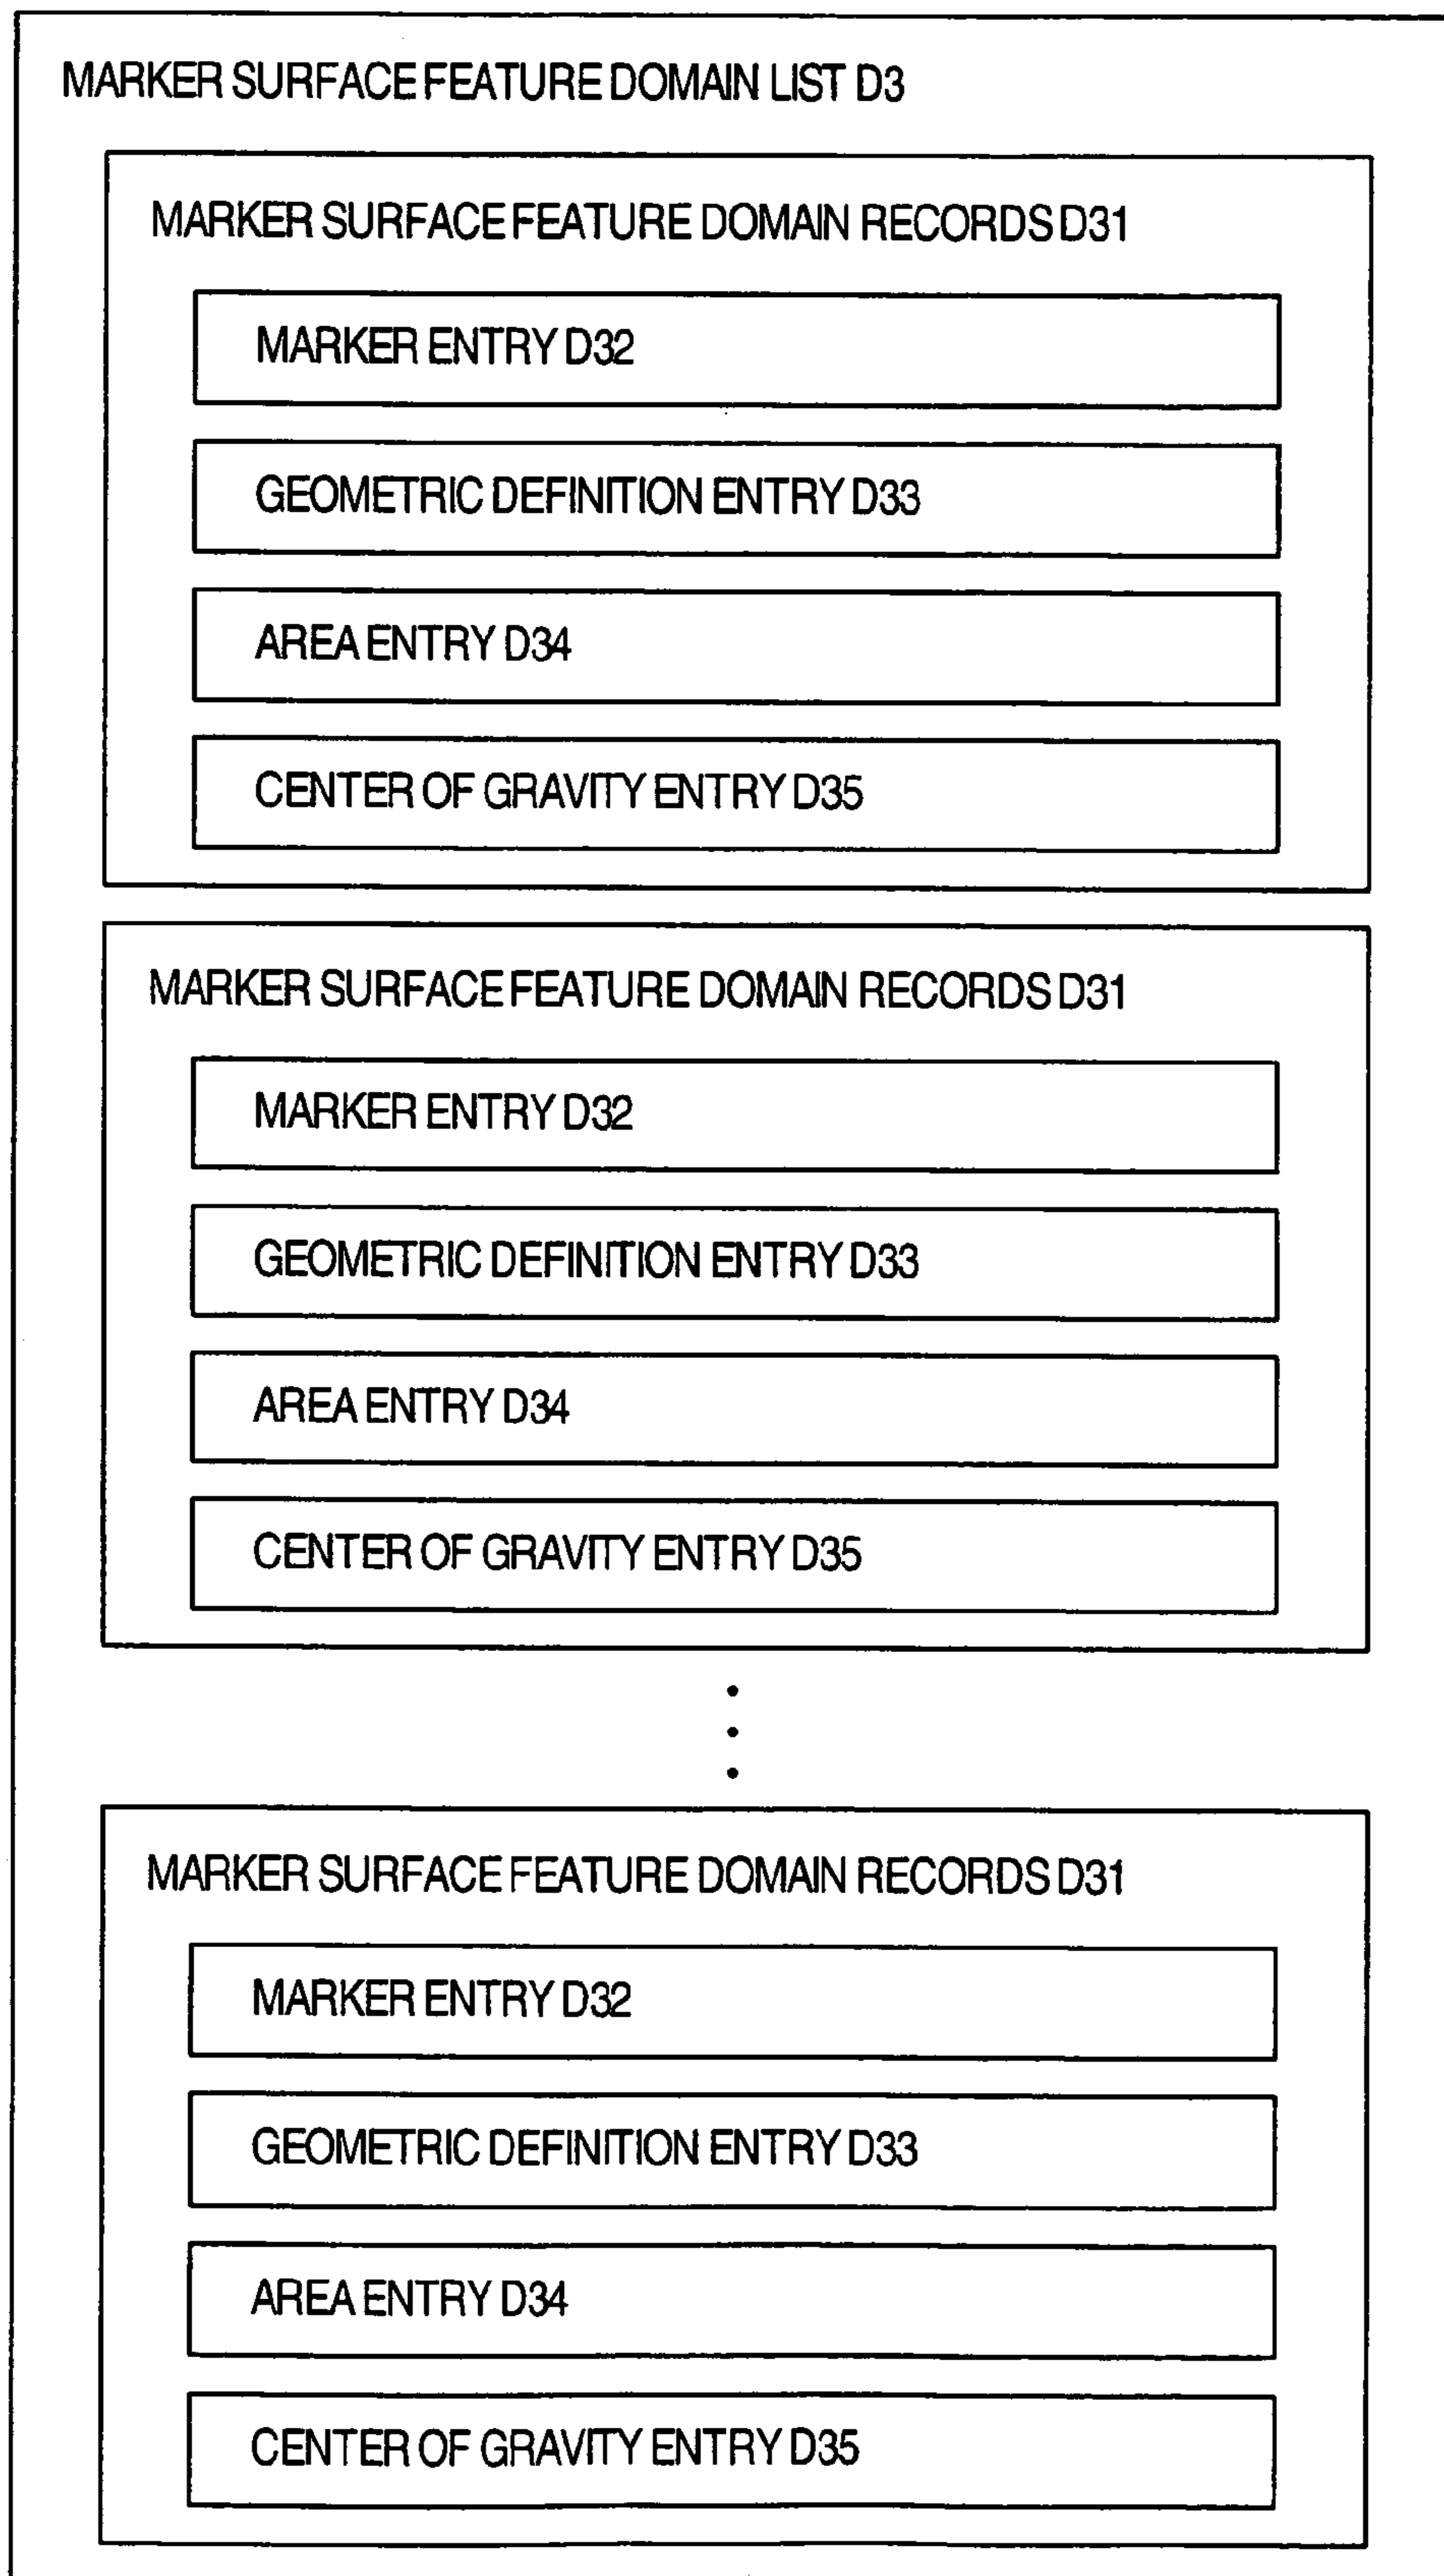 MARKER SURFACE FEATURE DOMAIN LIST D3
MARKER SURFACE FEATURE DOMAIN RECORDS D31
MARKER ENTRY D32
GEOMETRIC DEFINITION ENTRY D33
AREA ENTRY D34
CENTER OF GRAVITY ENTRY D35
MARKER SURFACE FEATURE DOMAIN RECORDS D31
MARKER ENTRY D32
GEOMETRIC DEFINITION ENTRY D33
AREA ENTRY D34
CENTER OF GRAVITY ENTRY D35
MARKER SURFACE FEATURE DOMAIN RECORDS D31
MARKER ENTRY D32
GEOMETRIC DEFINITION ENTRY D33
AREA ENTRY D34
CENTER OF GRAVITY ENTRY D35